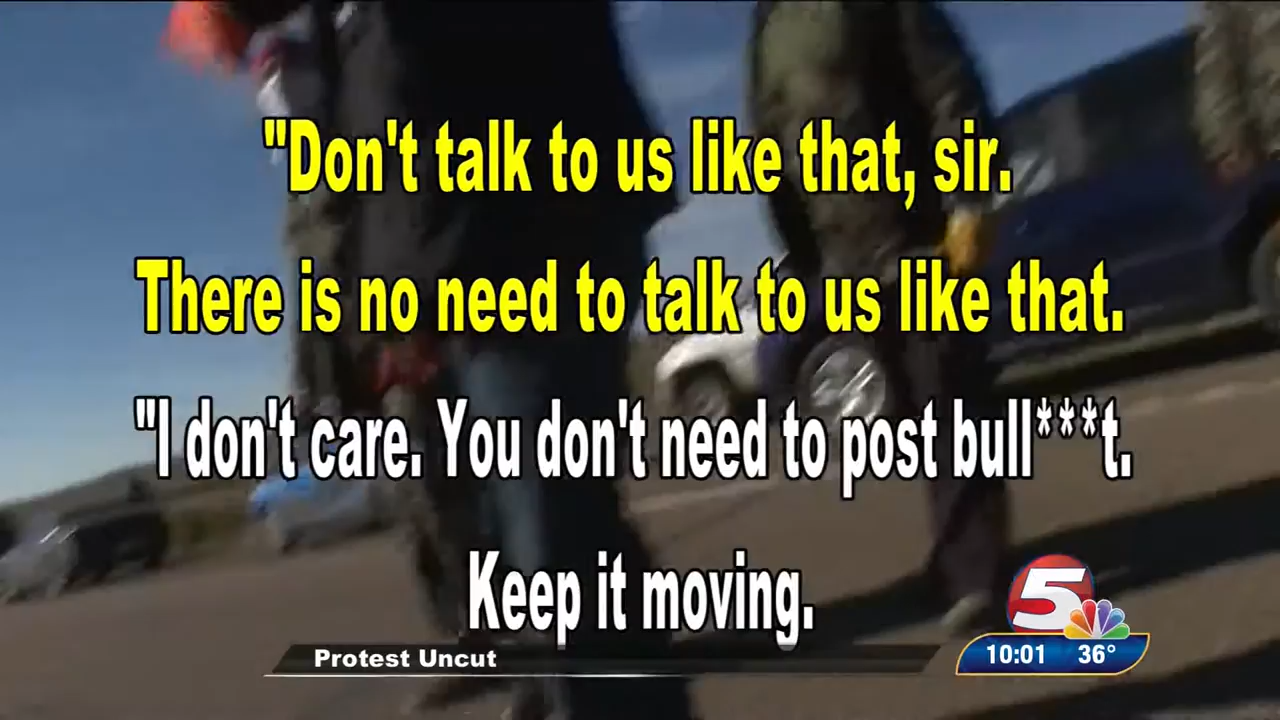 "Don't talk to us like that, sir.
There is no need to talk to us like that.
"I don't care. You don't need to post bull***t.
Keep it moving.
5
Protest Uncut
10:01 36°